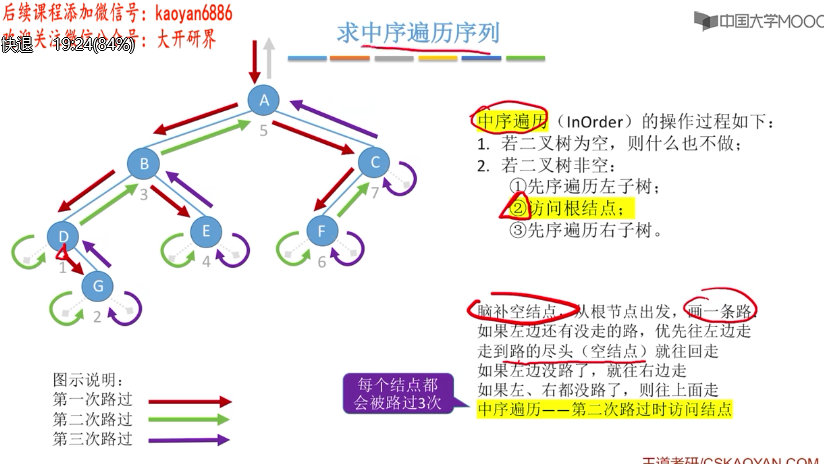 后续课程添加微信号：kaoyan6886
大开研界
快退 19:24(84%)
求中序遍历序列
中国大学MOOC
A
5
B
3
C
7
D
1
E
4
F
6
G
2
中序遍历（InOrder）的操作过程如下：
1. 若二叉树为空，则什么也不做；
2. 若二叉树非空：
①先序遍历左子树；
②访问根结点；
③先序遍历右子树。
脑补空结点，从根节点出发，画一条路：
如果左边还有没走的路，优先往左边走
走到路的尽头（空结点）就往回走
如果左边没路了，就往右边走
如果左、右都没路了，则往上面走
中序遍历——第二次路过时访问结点
每个结点都
会被路过3次
图示说明：
第一次路过
第二次路过
第三次路过
王道考研/CSKAOYAN.COM